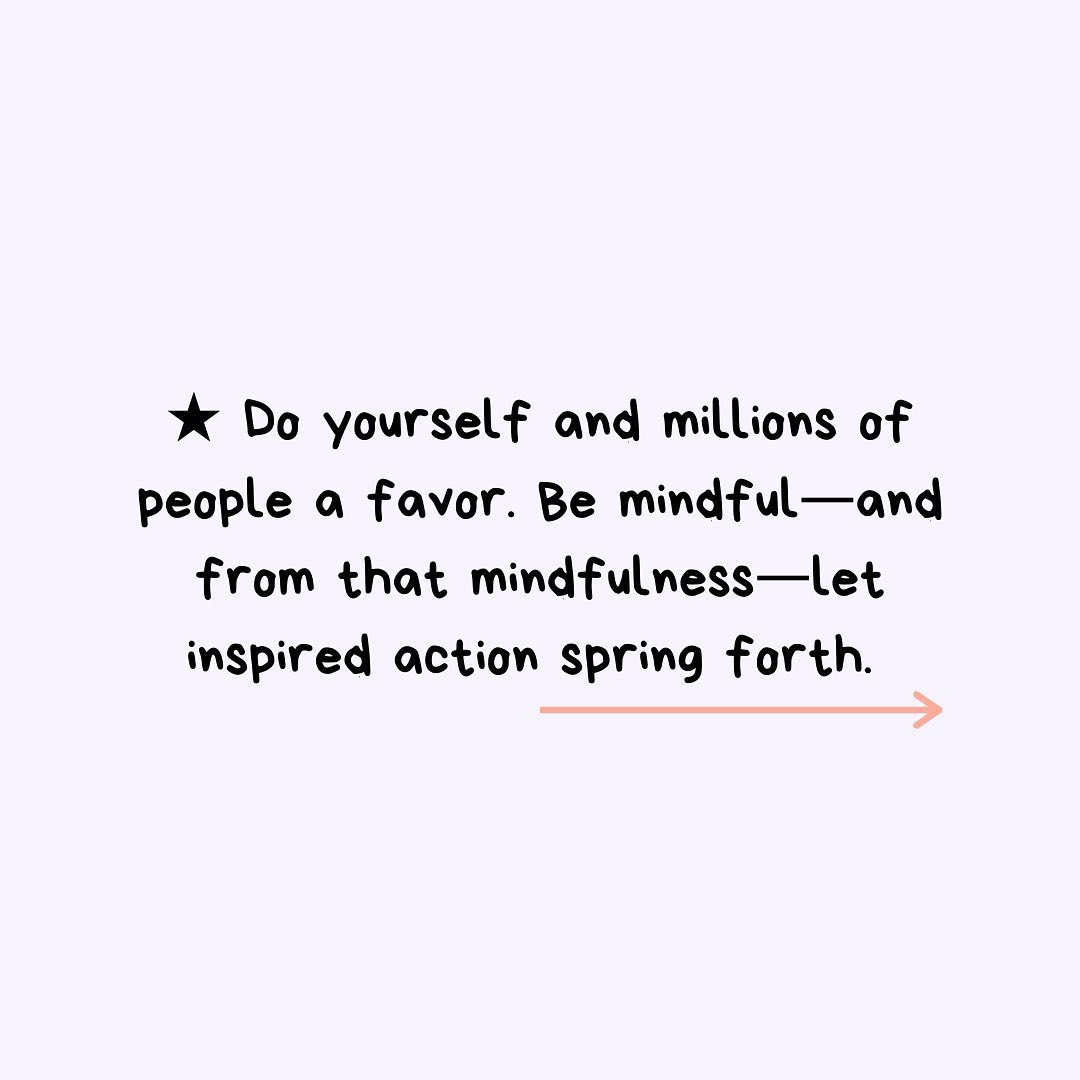 ★ Do yourself and millions of
people a favor. Be mindful—and
from that mindfulness—let
inspired action spring forth.